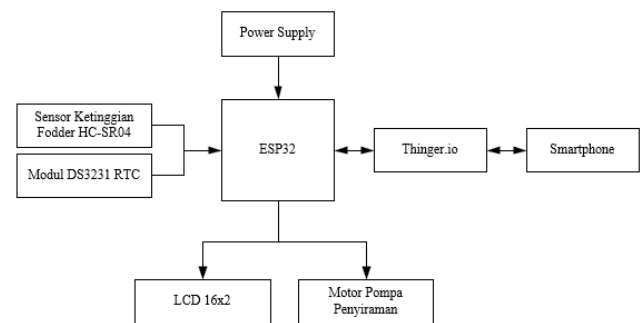 Power Supply
Sensor Ketinggian
Fodder HC-SR04
Modul DS3231 RTC
ESP32
Thinger.io
Smartphone
LCD 16x2
Motor Pompa
Penyiraman